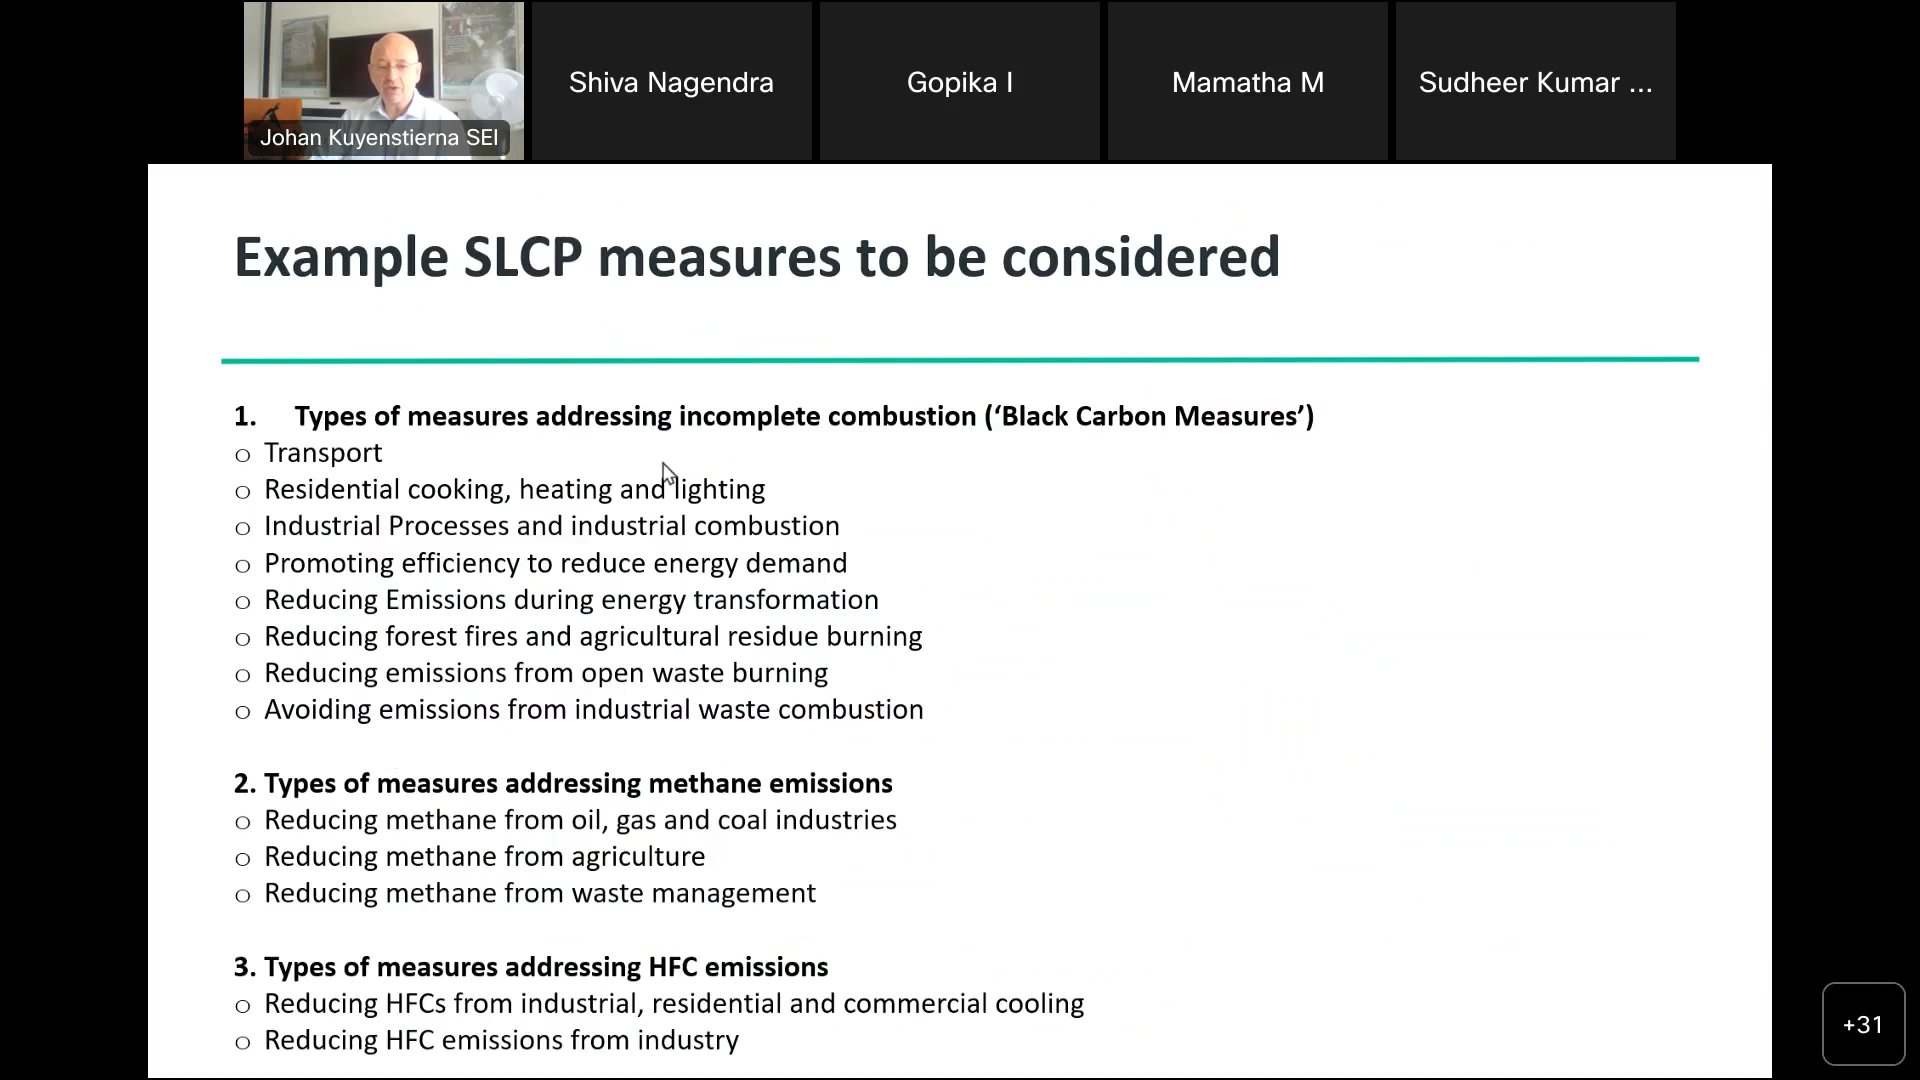 Johan Kuyenstierna SEI
Shiva Nagendra
Gopika I
Mamatha M
Sudheer Kumar ...
Example SLCP measures to be considered
1. Types of measures addressing incomplete combustion (‘Black Carbon Measures’)
o Transport
o Residential cooking, heating and lighting
o Industrial Processes and industrial combustion
o Promoting efficiency to reduce energy demand
o Reducing Emissions during energy transformation
o Reducing forest fires and agricultural residue burning
o Reducing emissions from open waste burning
o Avoiding emissions from industrial waste combustion
2. Types of measures addressing methane emissions
o Reducing methane from oil, gas and coal industries
o Reducing methane from agriculture
o Reducing methane from waste management
3. Types of measures addressing HFC emissions
o Reducing HFCs from industrial, residential and commercial cooling
o Reducing HFC emissions from industry
+31